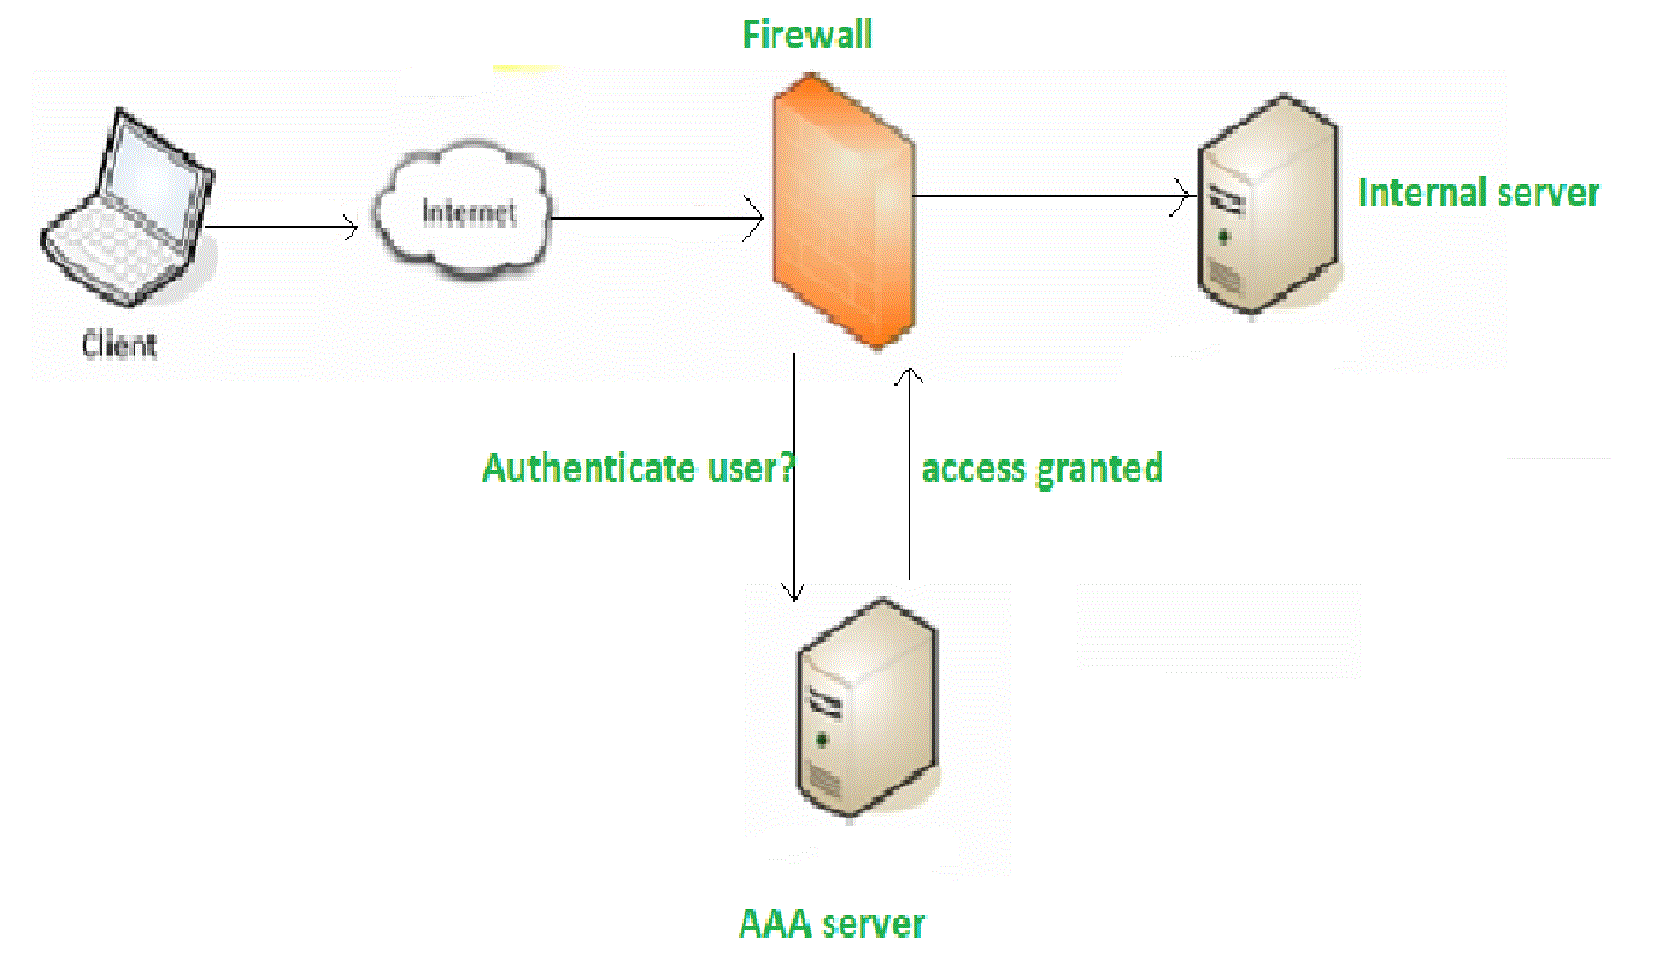 Firewall
Internet
Internal server
Client
Authenticate user?
access granted
AAA server